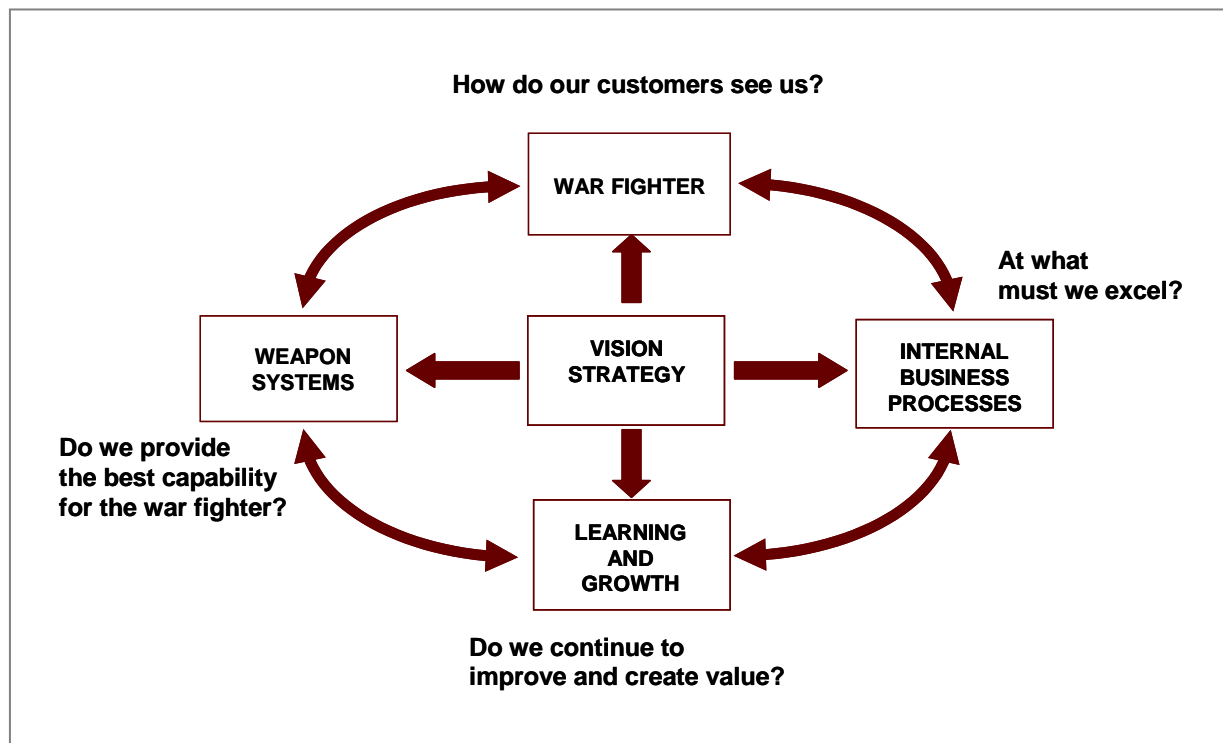 How do our customers see us?
WAR FIGHTER
At what
must we excel?
WEAPON
SYSTEMS
VISION
STRATEGY
INTERNAL
BUSINESS
PROCESSES
Do we provide
the best capability
for the war fighter?
LEARNING
AND
GROWTH
Do we continue to
improve and create value?